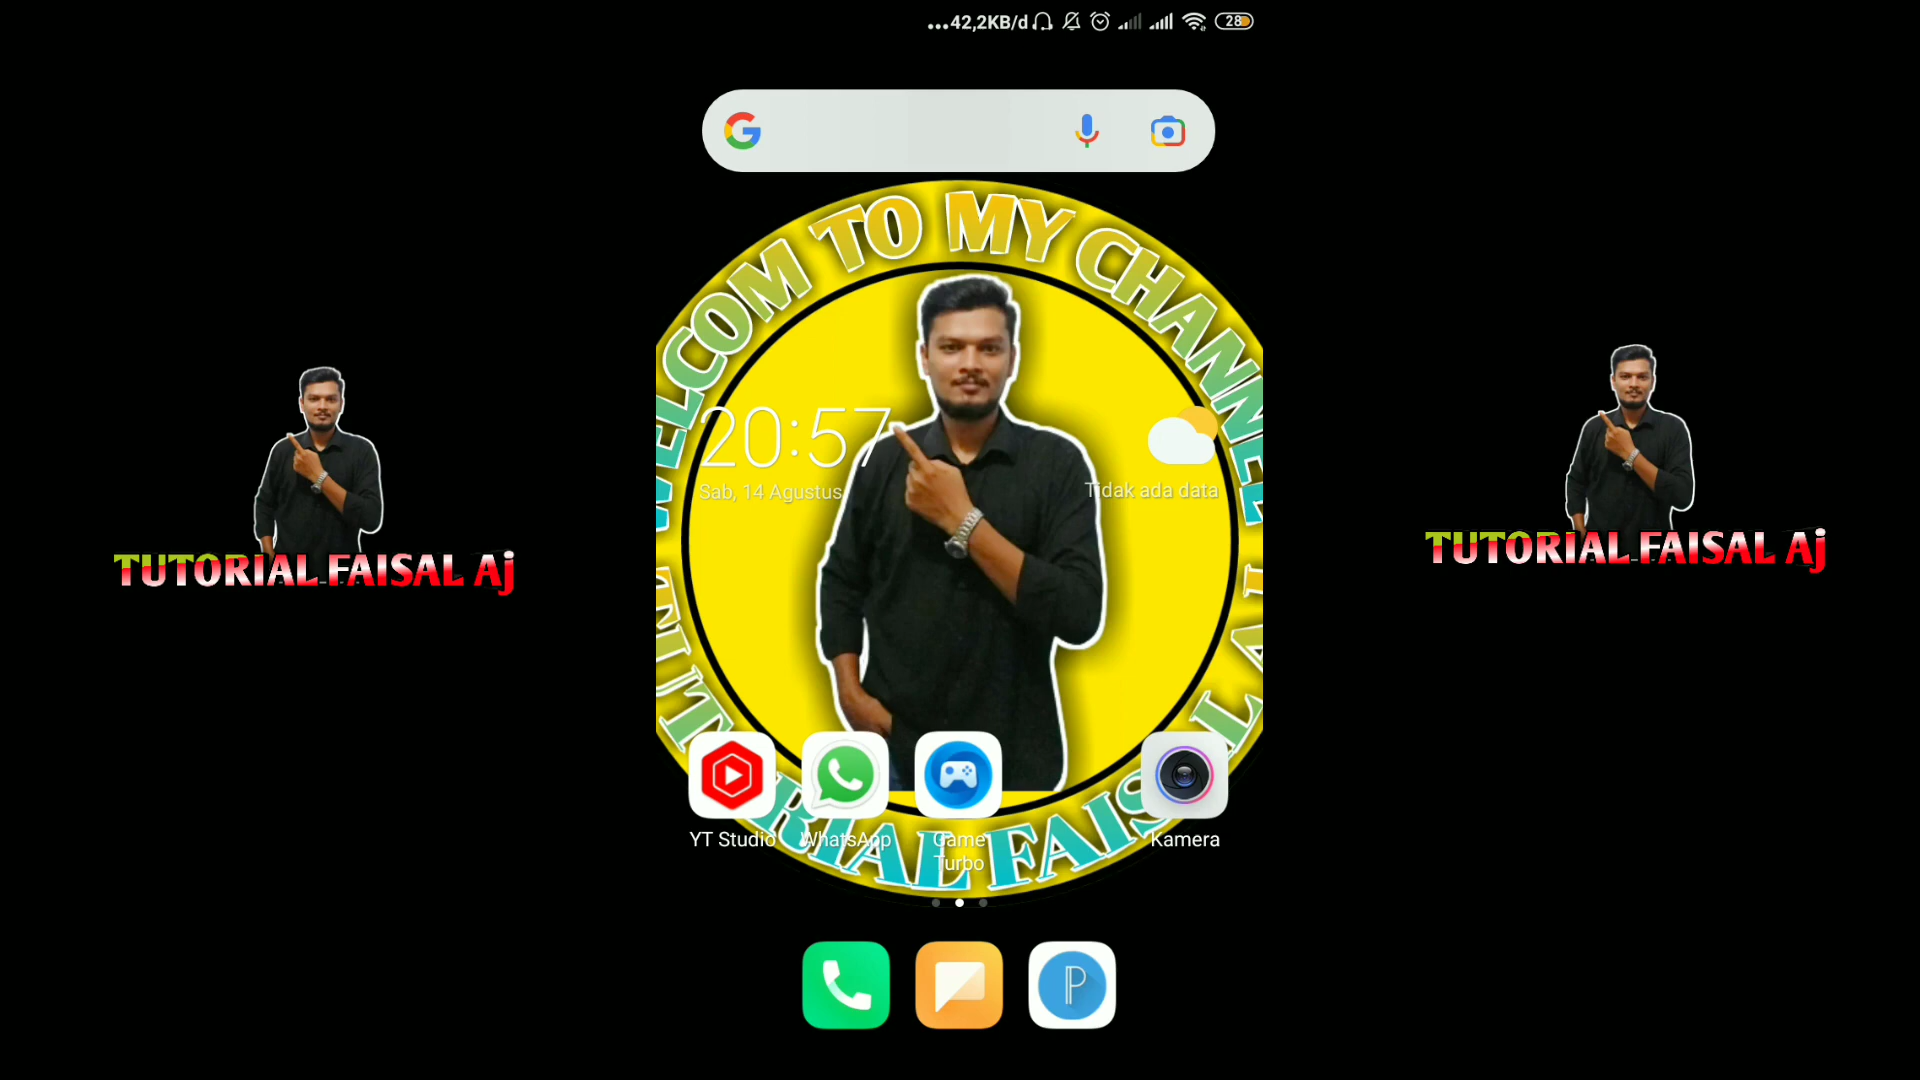 ...42,2KB/d
28
WELCOM TO MY CHANNEL
TUTORIAL FAISAL
20:57
Sab, 14 Agustus
Tidak ada data
TUTORIAL FAISAL Aj
TUTORIAL FAISAL Aj
YT Studio
WhatsApp
Game
Turbo
Kamera